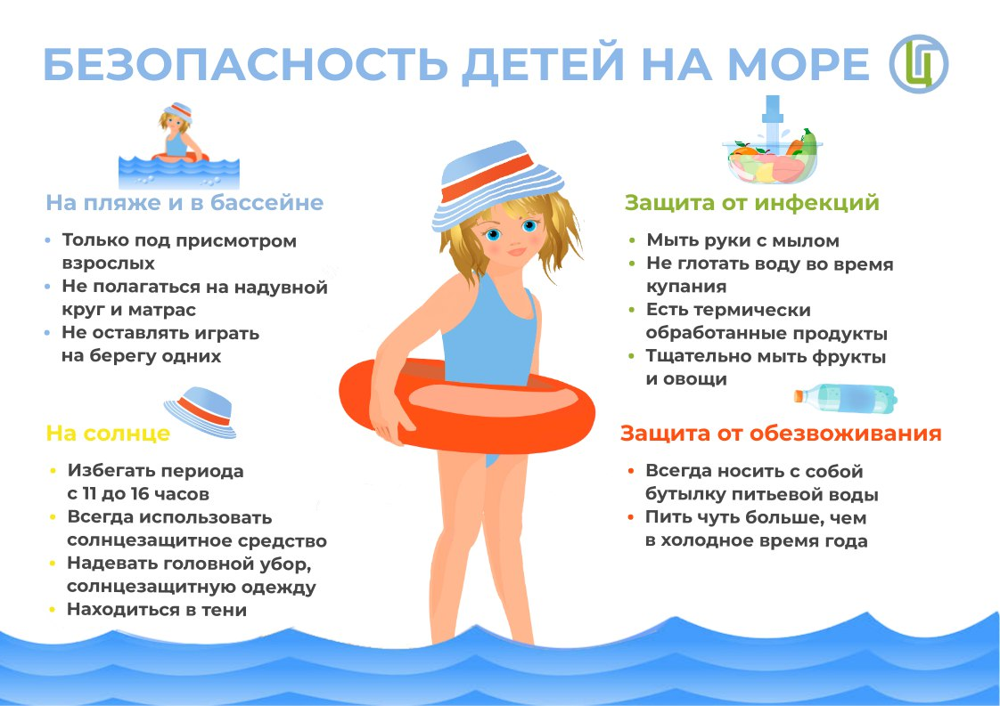 БЕЗОПАСНОСТЬ ДЕТЕЙ НА МОРЕ
На пляже и в бассейне
• Только под присмотром
взрослых
• Не полагаться на надувной
круг и матрас
• Не оставлять играть
на берегу одних
На солнце
• Избегать периода
с 11 до 16 часов
• Всегда использовать
солнцезащитное средство
• Надевать головной убор,
солнцезащитную одежду
• Находиться в тени
Защита от инфекций
• Мыть руки с мылом
• Не глотать воду во время
купания
• Есть термически
обработанные продукты
• Тщательно мыть фрукты
и овощи
Защита от обезвоживания
• Всегда носить с собой
бутылку питьевой воды
• Пить чуть больше, чем
в холодное время года